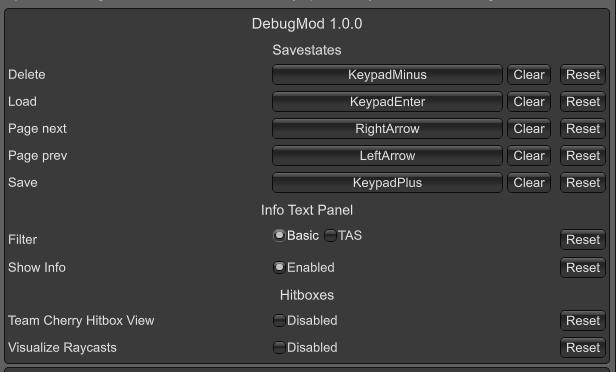 DebugMod 1.0.0
Savestates
Delete KeypadMinus Clear Reset
Load KeypadEnter Clear Reset
Page next RightArrow Clear Reset
Page prev LeftArrow Clear Reset
Save KeypadPlus Clear Reset
Info Text Panel
Filter Basic TAS Reset
Show Info Enabled Reset
Hitboxes
Team Cherry Hitbox View Disabled Reset
Visualize Raycasts Disabled Reset